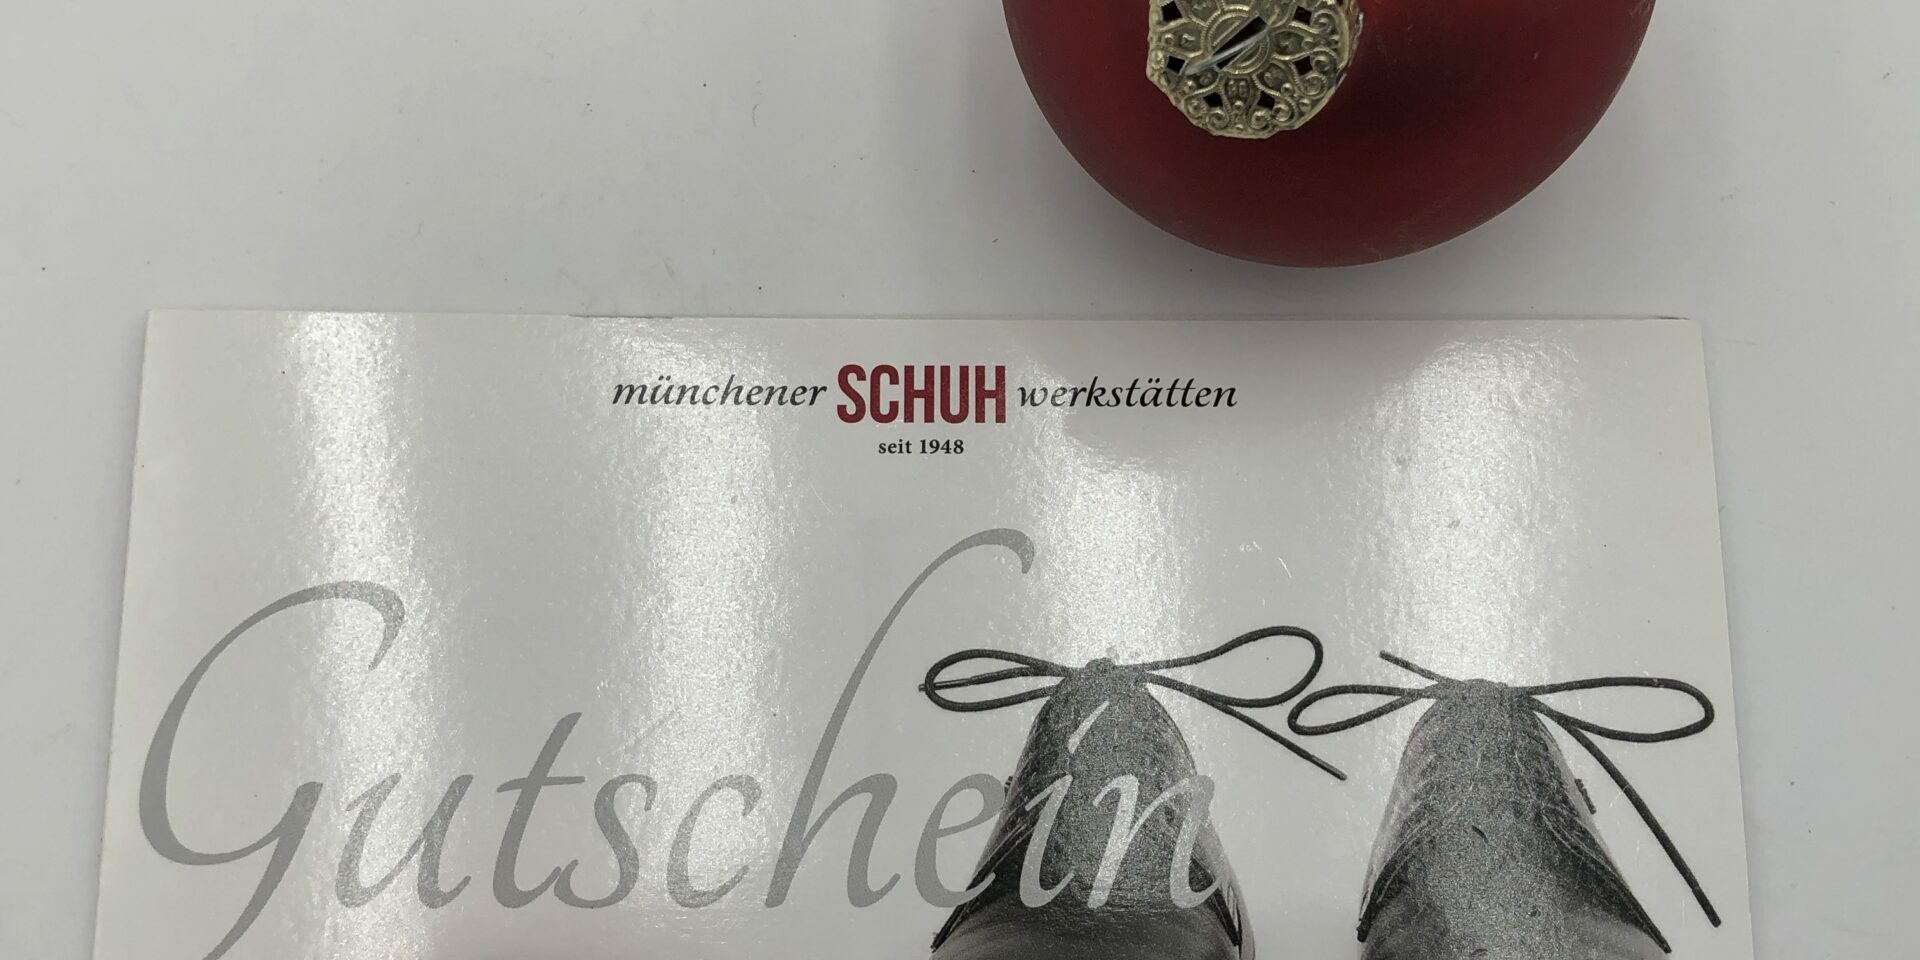 münchener SCHUH werkstätten
seit 1948
Gutschein